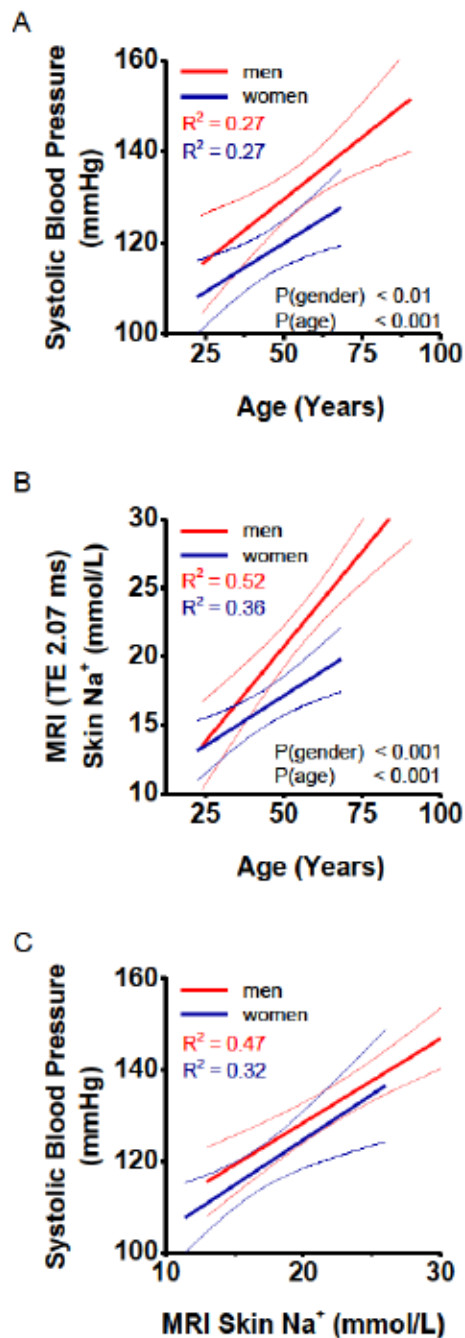 A
Systolic Blood Pressure
(mmHg)
160
140
120
100
men
women
R² = 0.27
R² = 0.27
P(gender) < 0.01
P(age) < 0.001
25 50 75 100
Age (Years)
B
MRI (TE 2.07 ms)
Skin Na⁺ (mmol/L)
30
25
20
15
10
men
women
R² = 0.52
R² = 0.36
P(gender) < 0.001
P(age) < 0.001
25 50 75 100
Age (Years)
C
Systolic Blood Pressure
(mmHg)
160
140
120
100
men
women
R² = 0.47
R² = 0.32
10 20 30
MRI Skin Na⁺ (mmol/L)